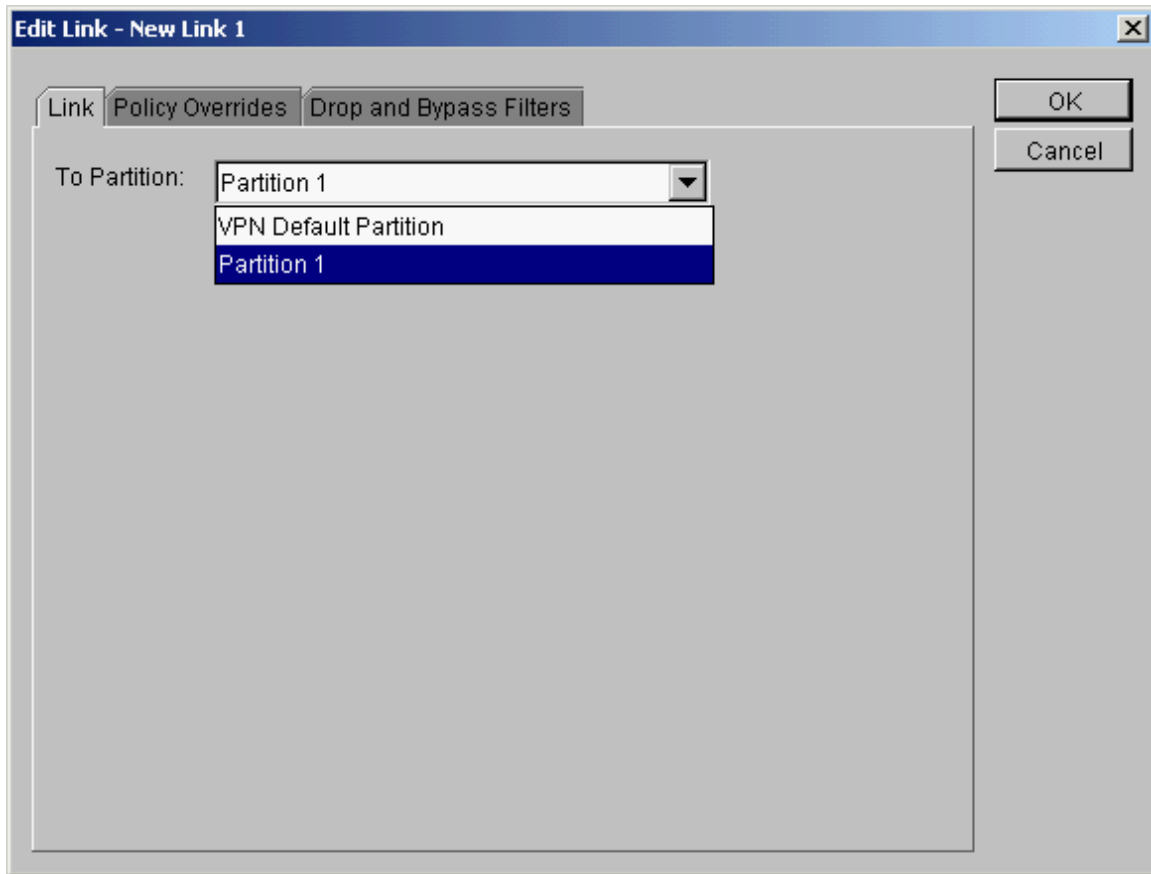 Edit Link - New Link 1
Link Policy Overrides Drop and Bypass Filters
OK
Cancel
To Partition: Partition 1
VPN Default Partition
Partition 1